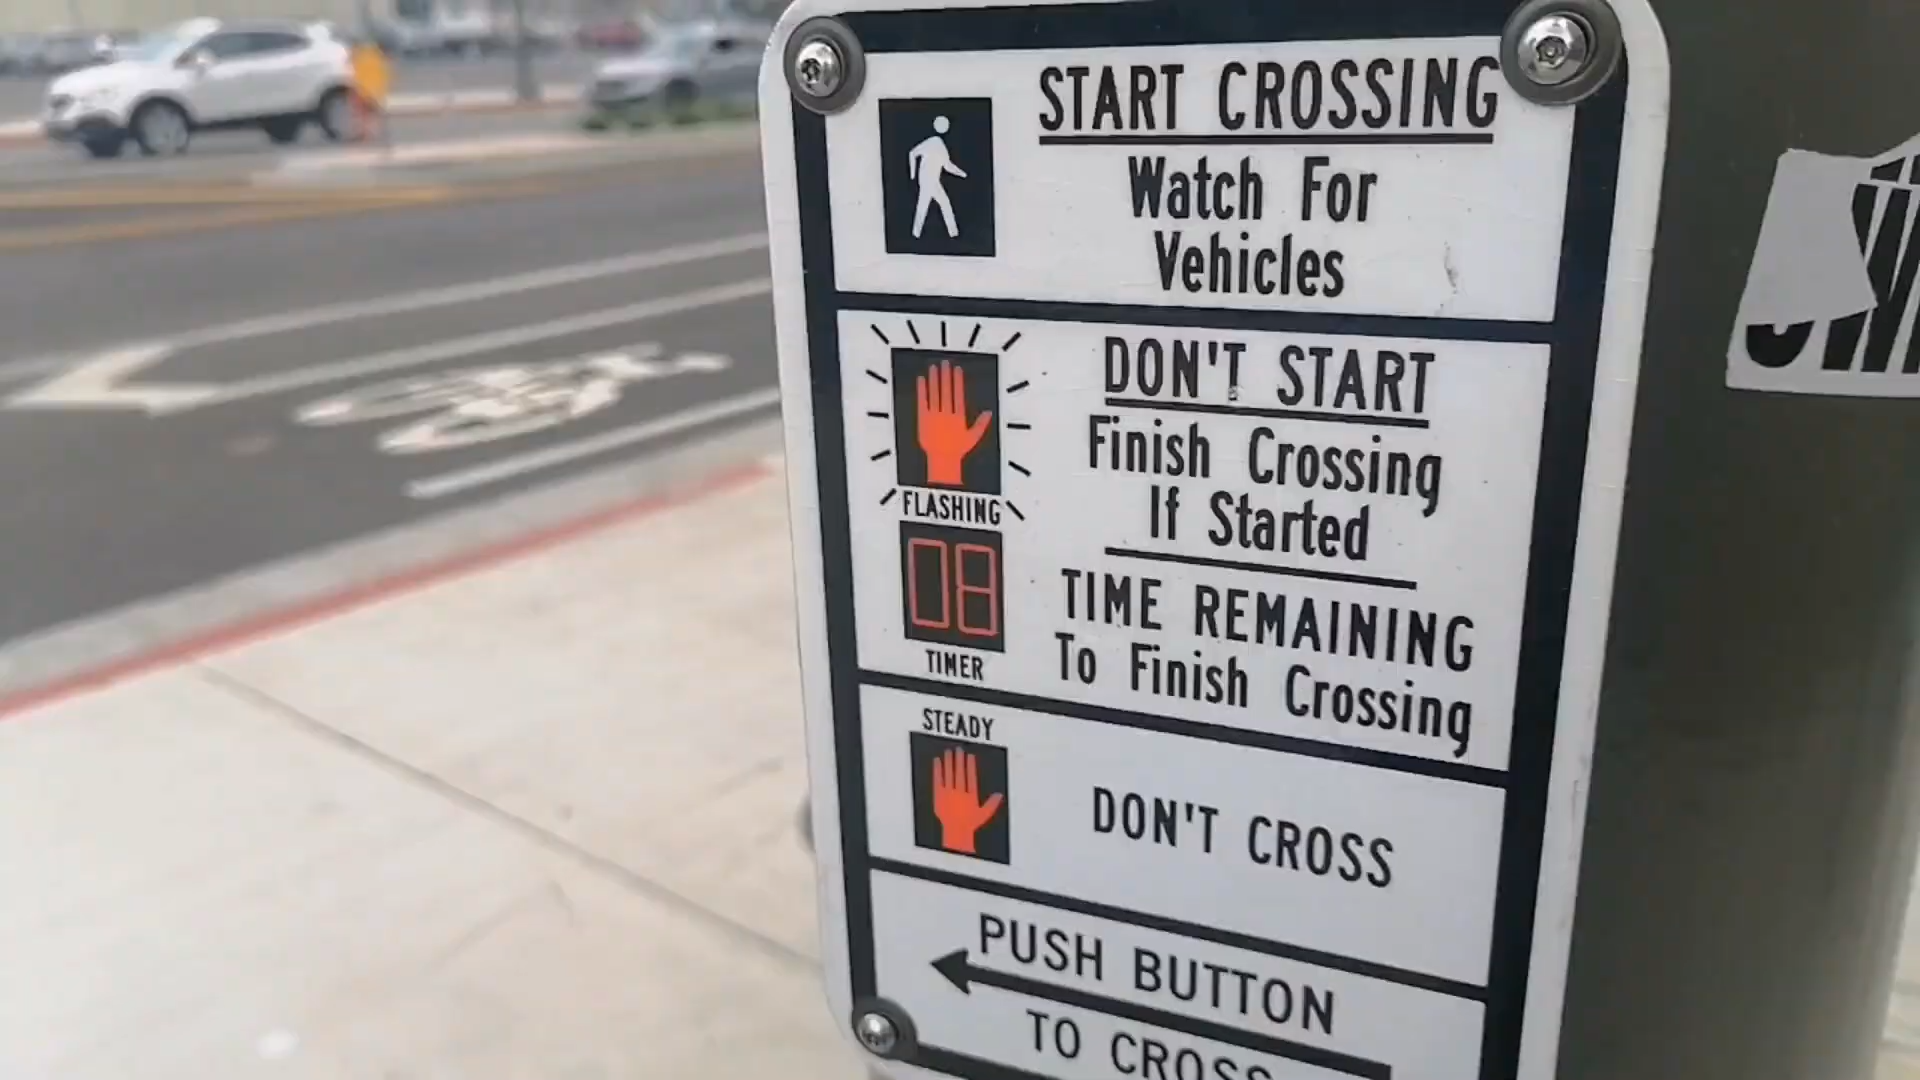 START CROSSING
Watch For
Vehicles
DON'T START
Finish Crossing
If Started
FLASHING
08
TIMER
TIME REMAINING
To Finish Crossing
STEADY
DON'T CROSS
PUSH BUTTON
TO CROSS